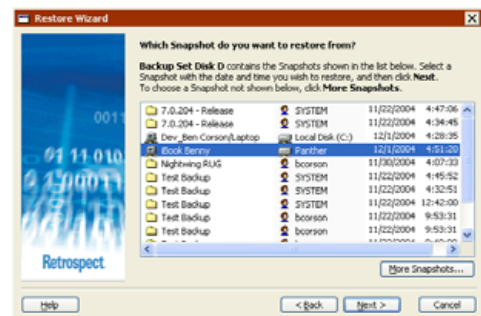 Restore Wizard
Which Snapshot do you want to restore from?
Backup Set Disk D contains the Snapshots shown in the list below. Select a
Snapshot with the date and time you wish to restore, and then click Next.
To choose a Snapshot not shown below, click More Snapshots.
7.0.204 - Release SYSTEM 11/22/2004 4:47:06
7.0.204 - Release SYSTEM 11/22/2004 4:34:45
Dev_Ben Corson/Laptop Local Disk (C:) 12/1/2004 4:28:35
iBook Benny Panther 12/1/2004 4:51:20
Nightwing RUG bcorson 11/30/2004 4:07:33
Test Backup SYSTEM 11/22/2004 4:45:52
Test Backup SYSTEM 11/22/2004 4:32:51
Test Backup SYSTEM 11/22/2004 12:42:00
Test Backup bcorson 11/22/2004 9:53:31
Test Backup bcorson 11/22/2004 9:53:31
More Snapshots...
Retrospect
Help
< Back
Next >
Cancel